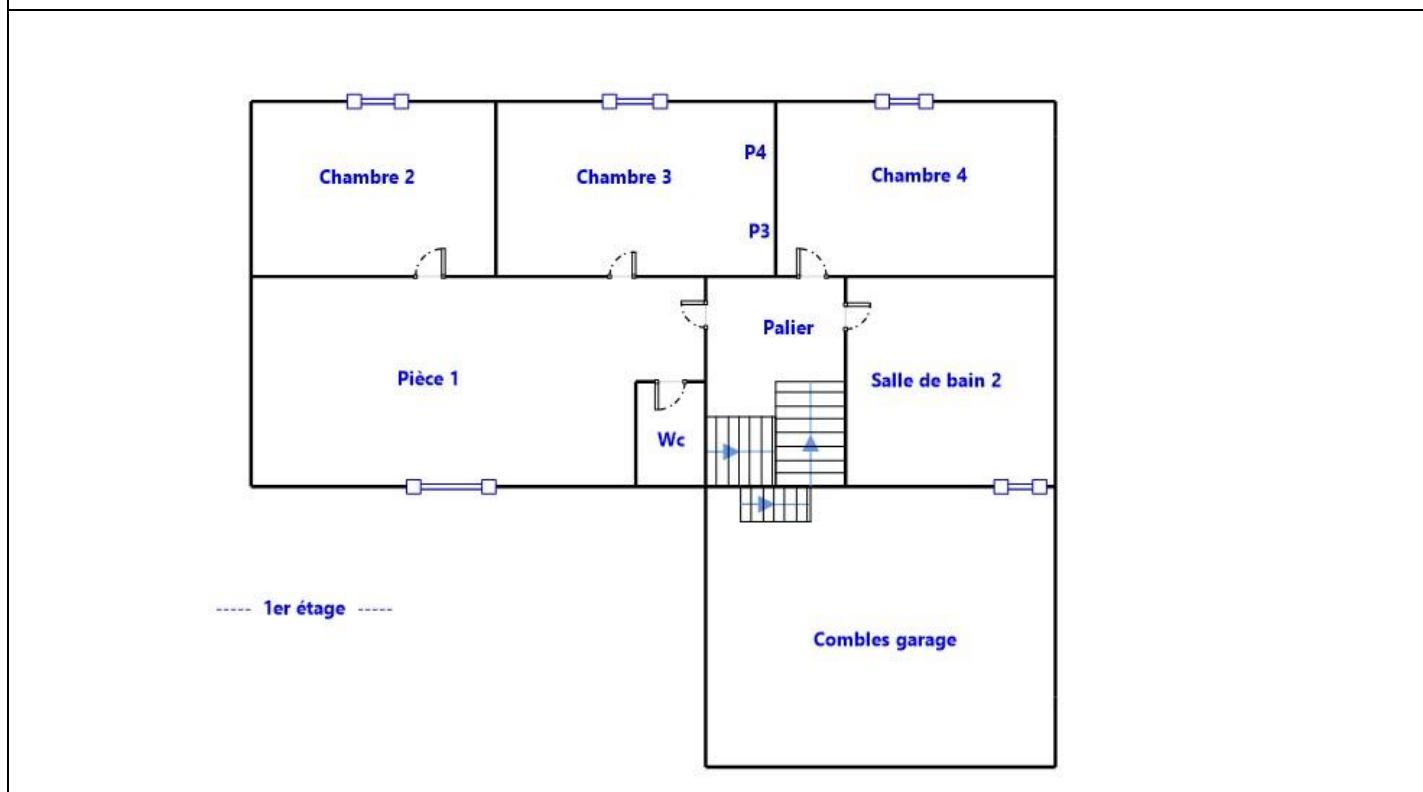 Chambre 2
Chambre 3
P4
Chambre 4
P3
Palier
Pièce 1
Salle de bain 2
Wc
----- 1er étage -----
Combles garage